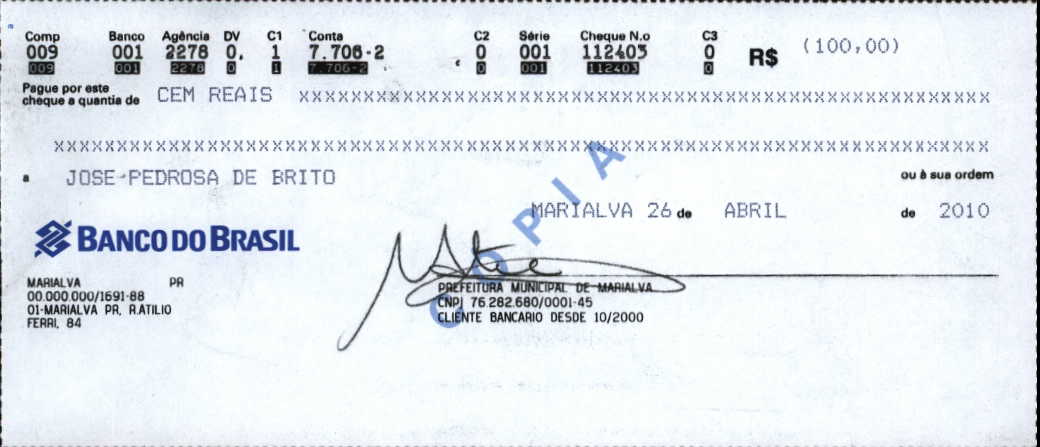 Comp Banco Agência DV C1 Conta C2 Série Cheque N.o C3
009 001 2278 0. 1 7.706-2 0 001 112405 0 R$ (100,00)
009 001 2278 0 1 7.706-2 0 001 112403 0
Pague por este
cheque a quantia de CEM REAIS XXXXXXXXXXXXXXXXXXXXXXXXXXXXXXXXXXXXXXXXXXXXXXXXXXXXXXXXXXX
XXXXXXXXXXXXXXXXXXXXXXXXXXXXXXXXXXXXXXXXXXXXXXXXXXXXXXXXXXXXXXXXXXXXXXXXXXXXXXX
a JOSE PEDROSA DE BRITO ou à sua ordem
MARIALVA 26 de ABRIL de 2010
COPIA
BANCO DO BRASIL
MARIALVA PR
00.000.000/1691-88
01-MARIALVA PR, R.ATILIO
FERRI, 84
PREFEITURA MUNICIPAL DE MARIALVA
CNPJ 76.282.680/0001-45
CLIENTE BANCARIO DESDE 10/2000